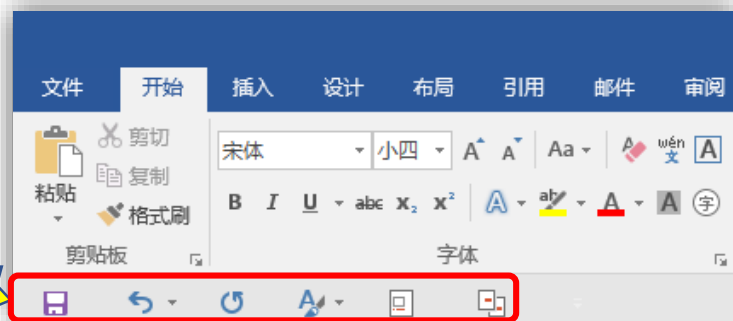 文件 开始 插入 设计 布局 引用 邮件 审阅
剪切
宋体 小四 A A Aa wén 文 A
复制
粘贴
格式刷 B I U abc X₂ X² A aby A A 字
剪贴板 字体